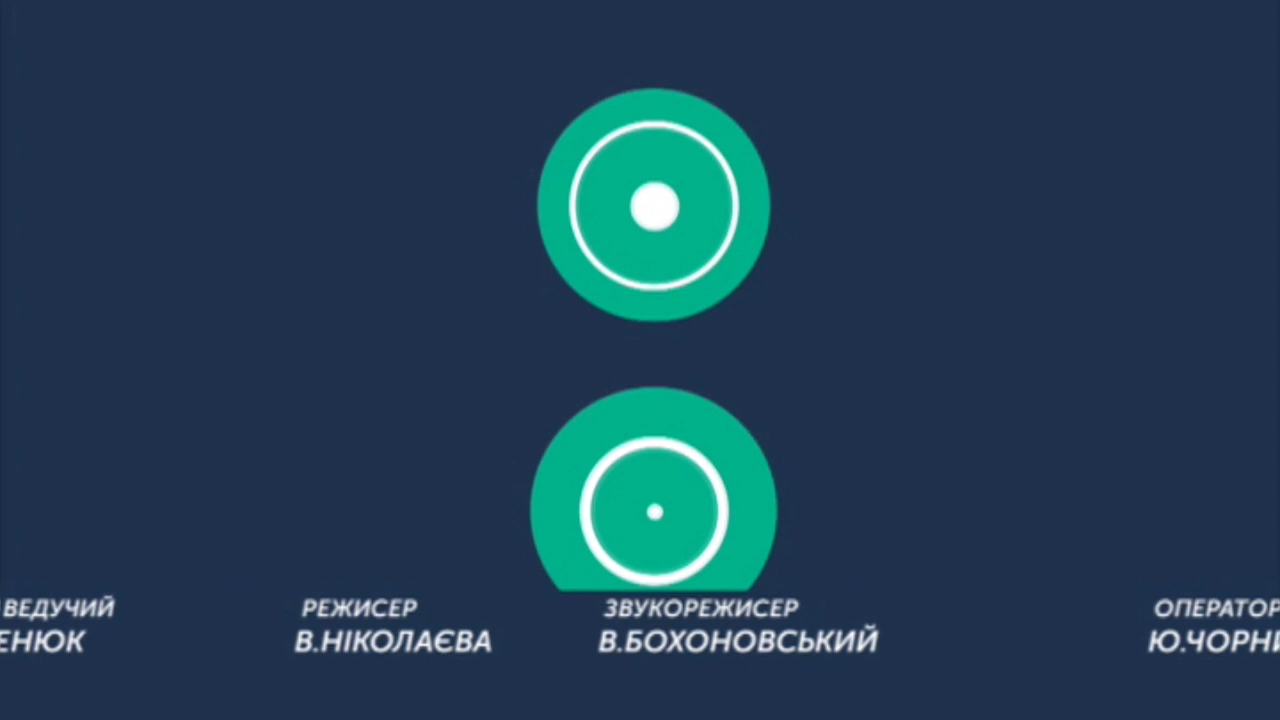 ВЕДУЧИЙ РЕЖИСЕР ЗВУКОРЕЖИСЕР ОПЕРАТОР
В.НІКОЛАЄВА В.БОХОНОВСЬКИЙ